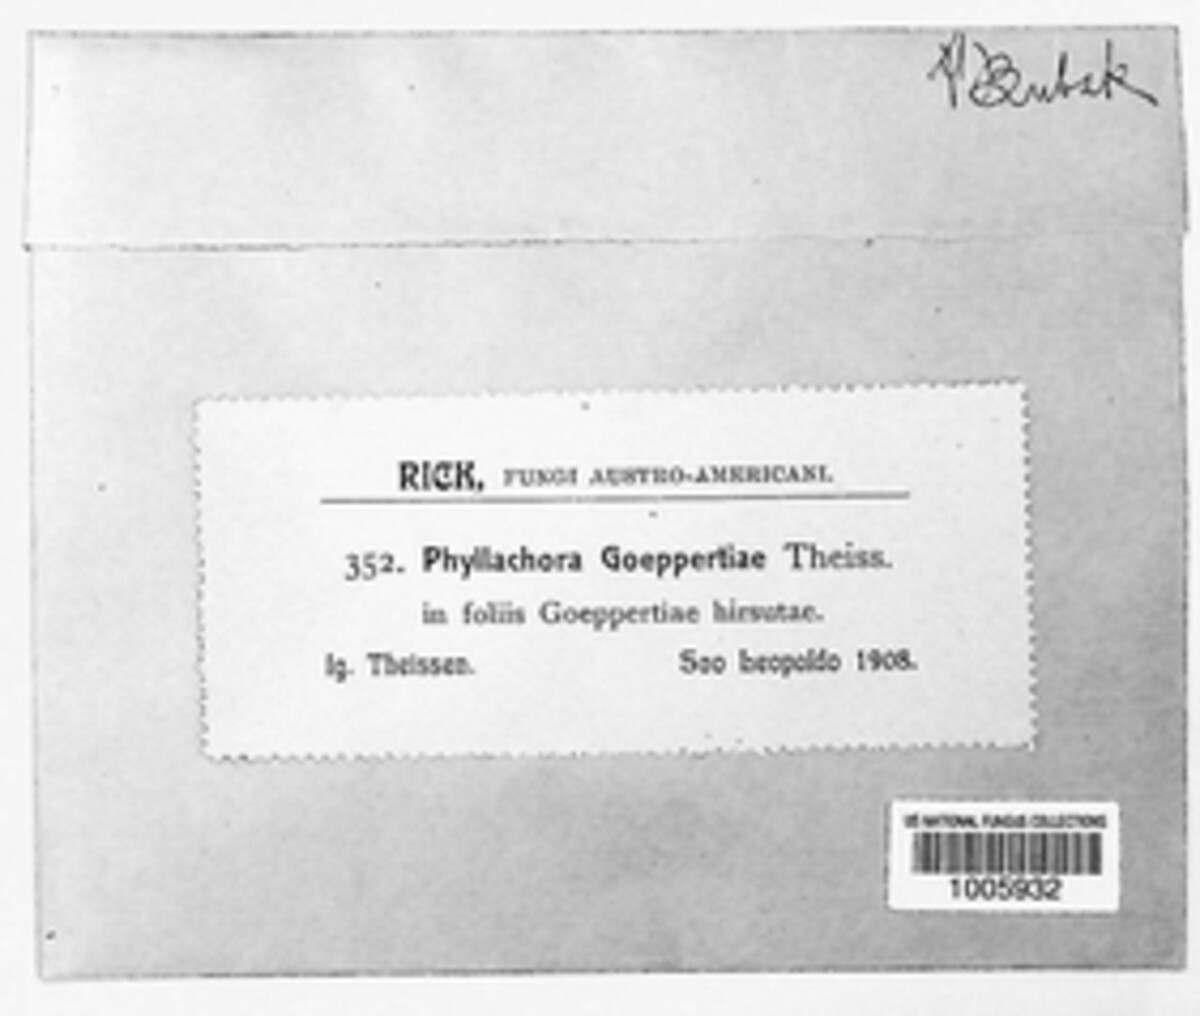 Bubak
RICK, FUNGI AUSTRO-AMERICANI.
352. Phyllachora Goeppertiae Theiss.
in foliis Goeppertiae hirsutae.
Ig. Theissen. Sao Leopoldo 1908.
US NATIONAL FUNGUS COLLECTIONS
1005932